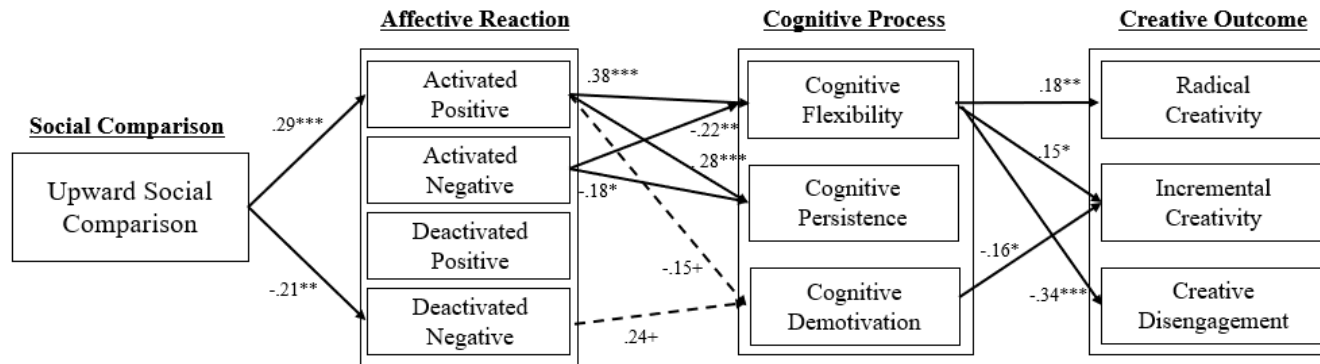 Affective Reaction
Cognitive Process
Creative Outcome
Social Comparison
Upward Social
Comparison
.29***
-.21**
Activated
Positive
Activated
Negative
Deactivated
Positive
Deactivated
Negative
.38***
-.22**
-.28***
-.18*
-.15+
.24+
Cognitive
Flexibility
Cognitive
Persistence
Cognitive
Demotivation
.18**
.15*
-.16*
-.34***
Radical
Creativity
Incremental
Creativity
Creative
Disengagement